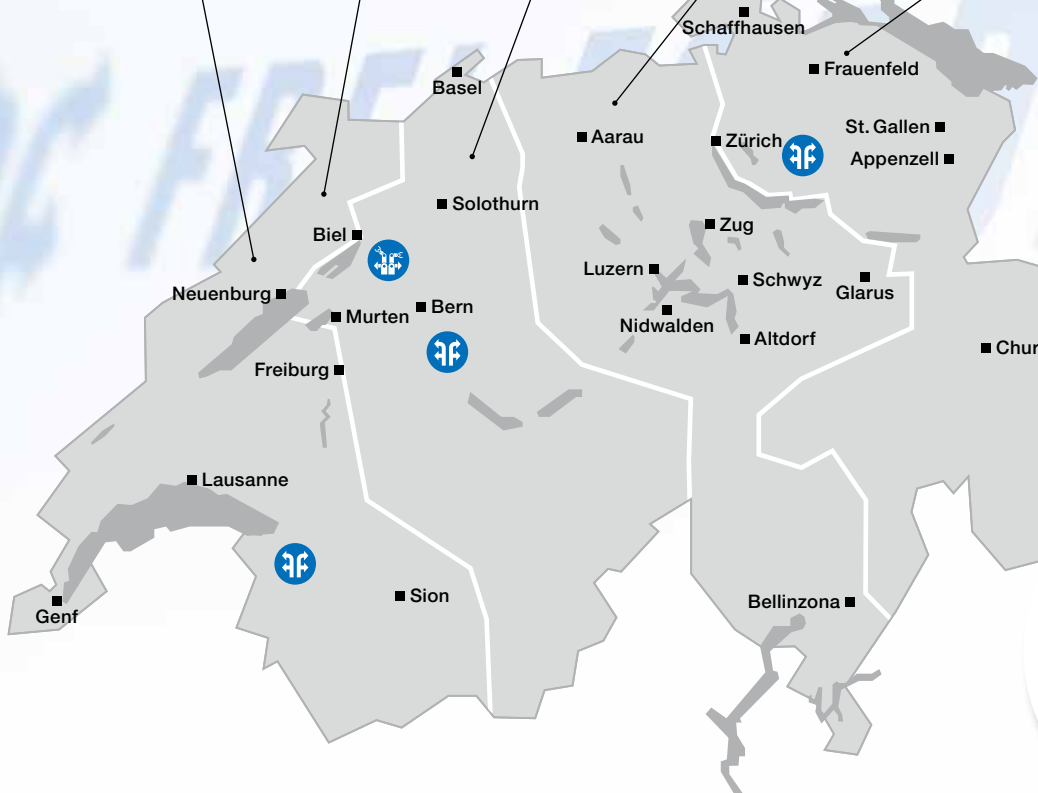 Schaffhausen
Frauenfeld
Basel
St. Gallen
Aarau
Zürich
Appenzell
Solothurn
Zug
Biel
Luzern
Schwyz
Glarus
Neuenburg
Bern
Murten
Nidwalden
Altdorf
Chur
Freiburg
Lausanne
Sion
Bellinzona
Genf